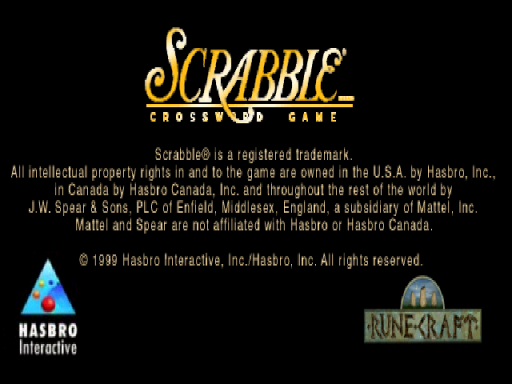 SCRABBLE®
CROSSWORD GAME
Scrabble® is a registered trademark.
All intellectual property rights in and to the game are owned in the U.S.A. by Hasbro, Inc.,
in Canada by Hasbro Canada, Inc. and throughout the rest of the world by
J.W. Spear & Sons, PLC of Enfield, Middlesex, England, a subsidiary of Mattel, Inc.
Mattel and Spear are not affiliated with Hasbro or Hasbro Canada.
© 1999 Hasbro Interactive, Inc./Hasbro, Inc. All rights reserved.
HASBRO
Interactive
RUNECRAFT